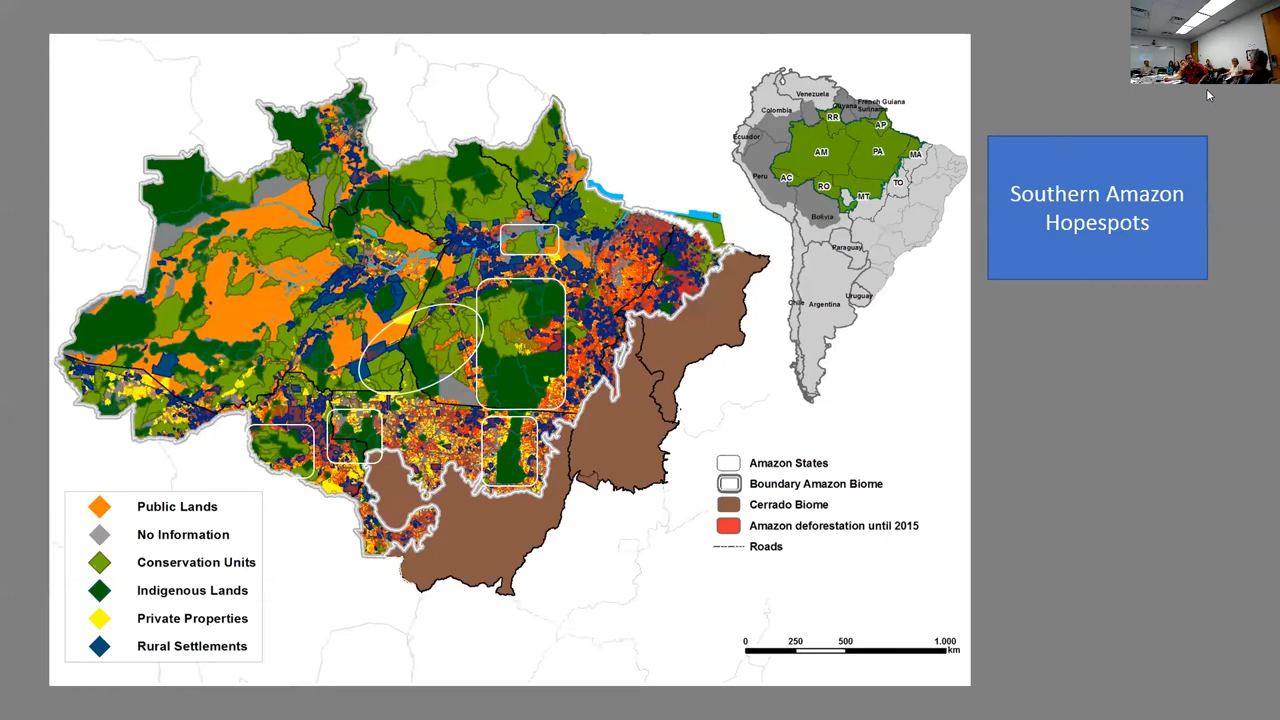 Southern Amazon
Hopespots
Venezuela
Colombia
Guyana
French Guiana
Suriname
Ecuador
RR
AP
AM
PA
MA
Peru
AC
RO
MT
TO
Bolivia
Paraguay
Chile
Argentina
Uruguay
Public Lands
No Information
Conservation Units
Indigenous Lands
Private Properties
Rural Settlements
Amazon States
Boundary Amazon Biome
Cerrado Biome
Amazon deforestation until 2015
Roads
0 250 500 1.000
km